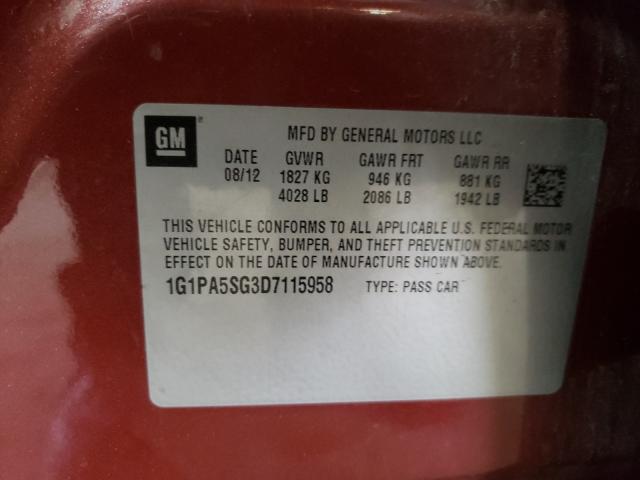 GM
MFD BY GENERAL MOTORS LLC
DATE GVWR GAWR FRT GAWR RR
08/12 1827 KG 946 KG 881 KG
4028 LB 2086 LB 1942 LB
THIS VEHICLE CONFORMS TO ALL APPLICABLE U.S. FEDERAL MOTOR
VEHICLE SAFETY, BUMPER, AND THEFT PREVENTION STANDARDS IN
EFFECT ON THE DATE OF MANUFACTURE SHOWN ABOVE.
1G1PA5SG3D7115958 TYPE: PASS CAR